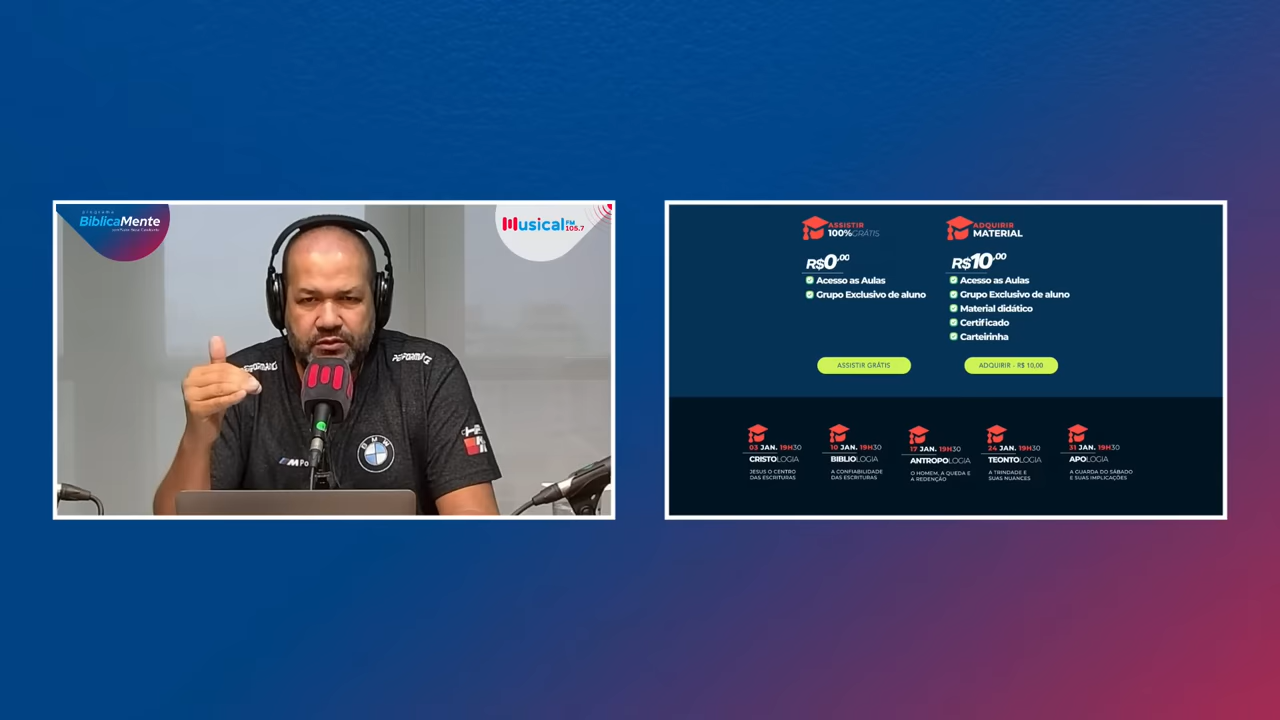 programa
BíblicaMente
Musical FM
105.7
PERFORMANCE
BMW
ASSISTIR
100%GRÁTIS
R$0,00
Acesso as Aulas
Grupo Exclusivo de aluno
ASSISTIR GRÁTIS
ADQUIRIR
MATERIAL
R$10,00
Acesso as Aulas
Grupo Exclusivo de aluno
Material didático
Certificado
Carteirinha
ADQUIRIR - R$ 10,00
03 JAN. 19H30
CRISTOLOGIA
JESUS O CENTRO
DAS ESCRITURAS
10 JAN. 19H30
BIBLIOLOGIA
A CONFIABILIDADE
DAS ESCRITURAS
17 JAN. 19H30
ANTROPOLOGIA
O HOMEM, A QUEDA E
A REDENÇÃO
24 JAN. 19H30
TEONTOLOGIA
A TRINDADE E
SUAS NUANCES
31 JAN. 19H30
APOLOGIA
A GUARDA DO SÁBADO
E SUAS IMPLICAÇÕES